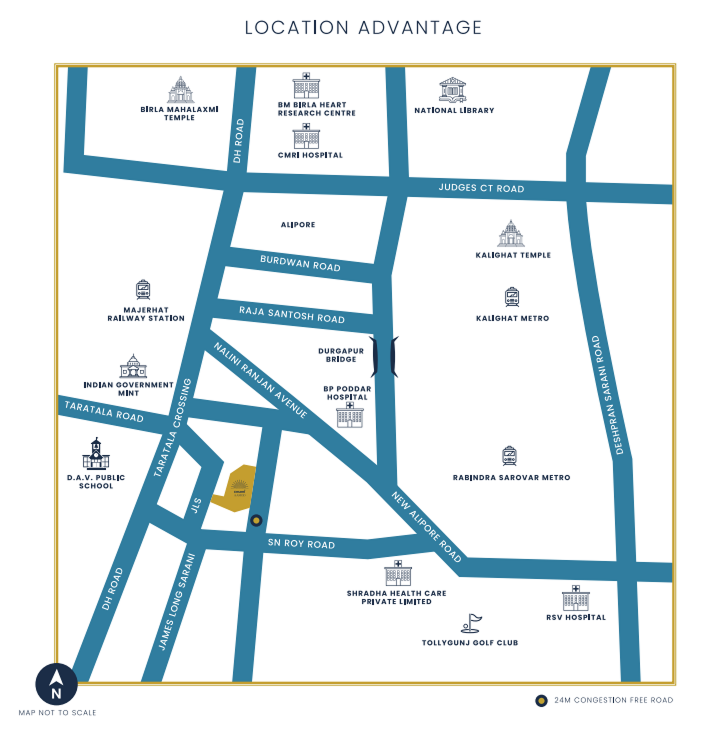 LOCATION ADVANTAGE
BIRLA MAHALAXMI
TEMPLE
DH ROAD
BM BIRLA HEART
RESEARCH CENTRE
CMRI HOSPITAL
NATIONAL LIBRARY
JUDGES CT ROAD
ALIPORE
KALIGHAT TEMPLE
BURDWAN ROAD
MAJERHAT
RAILWAY STATION
RAJA SANTOSH ROAD
KALIGHAT METRO
NALINI RANJAN AVENUE
DURGAPUR
BRIDGE
DESHPRAN SARANI ROAD
INDIAN GOVERNMENT
MINT
BP PODDAR
HOSPITAL
TARATALA ROAD
TARATALA CROSSING
D.A.V. PUBLIC
SCHOOL
RABINDRA SAROVAR METRO
JLS
NEW ALIPORE ROAD
SN ROY ROAD
DH ROAD
JAMES LONG SARANI
SHRADHA HEALTH CARE
PRIVATE LIMITED
RSV HOSPITAL
TOLLYGUNJ GOLF CLUB
N
MAP NOT TO SCALE
24M CONGESTION FREE ROAD